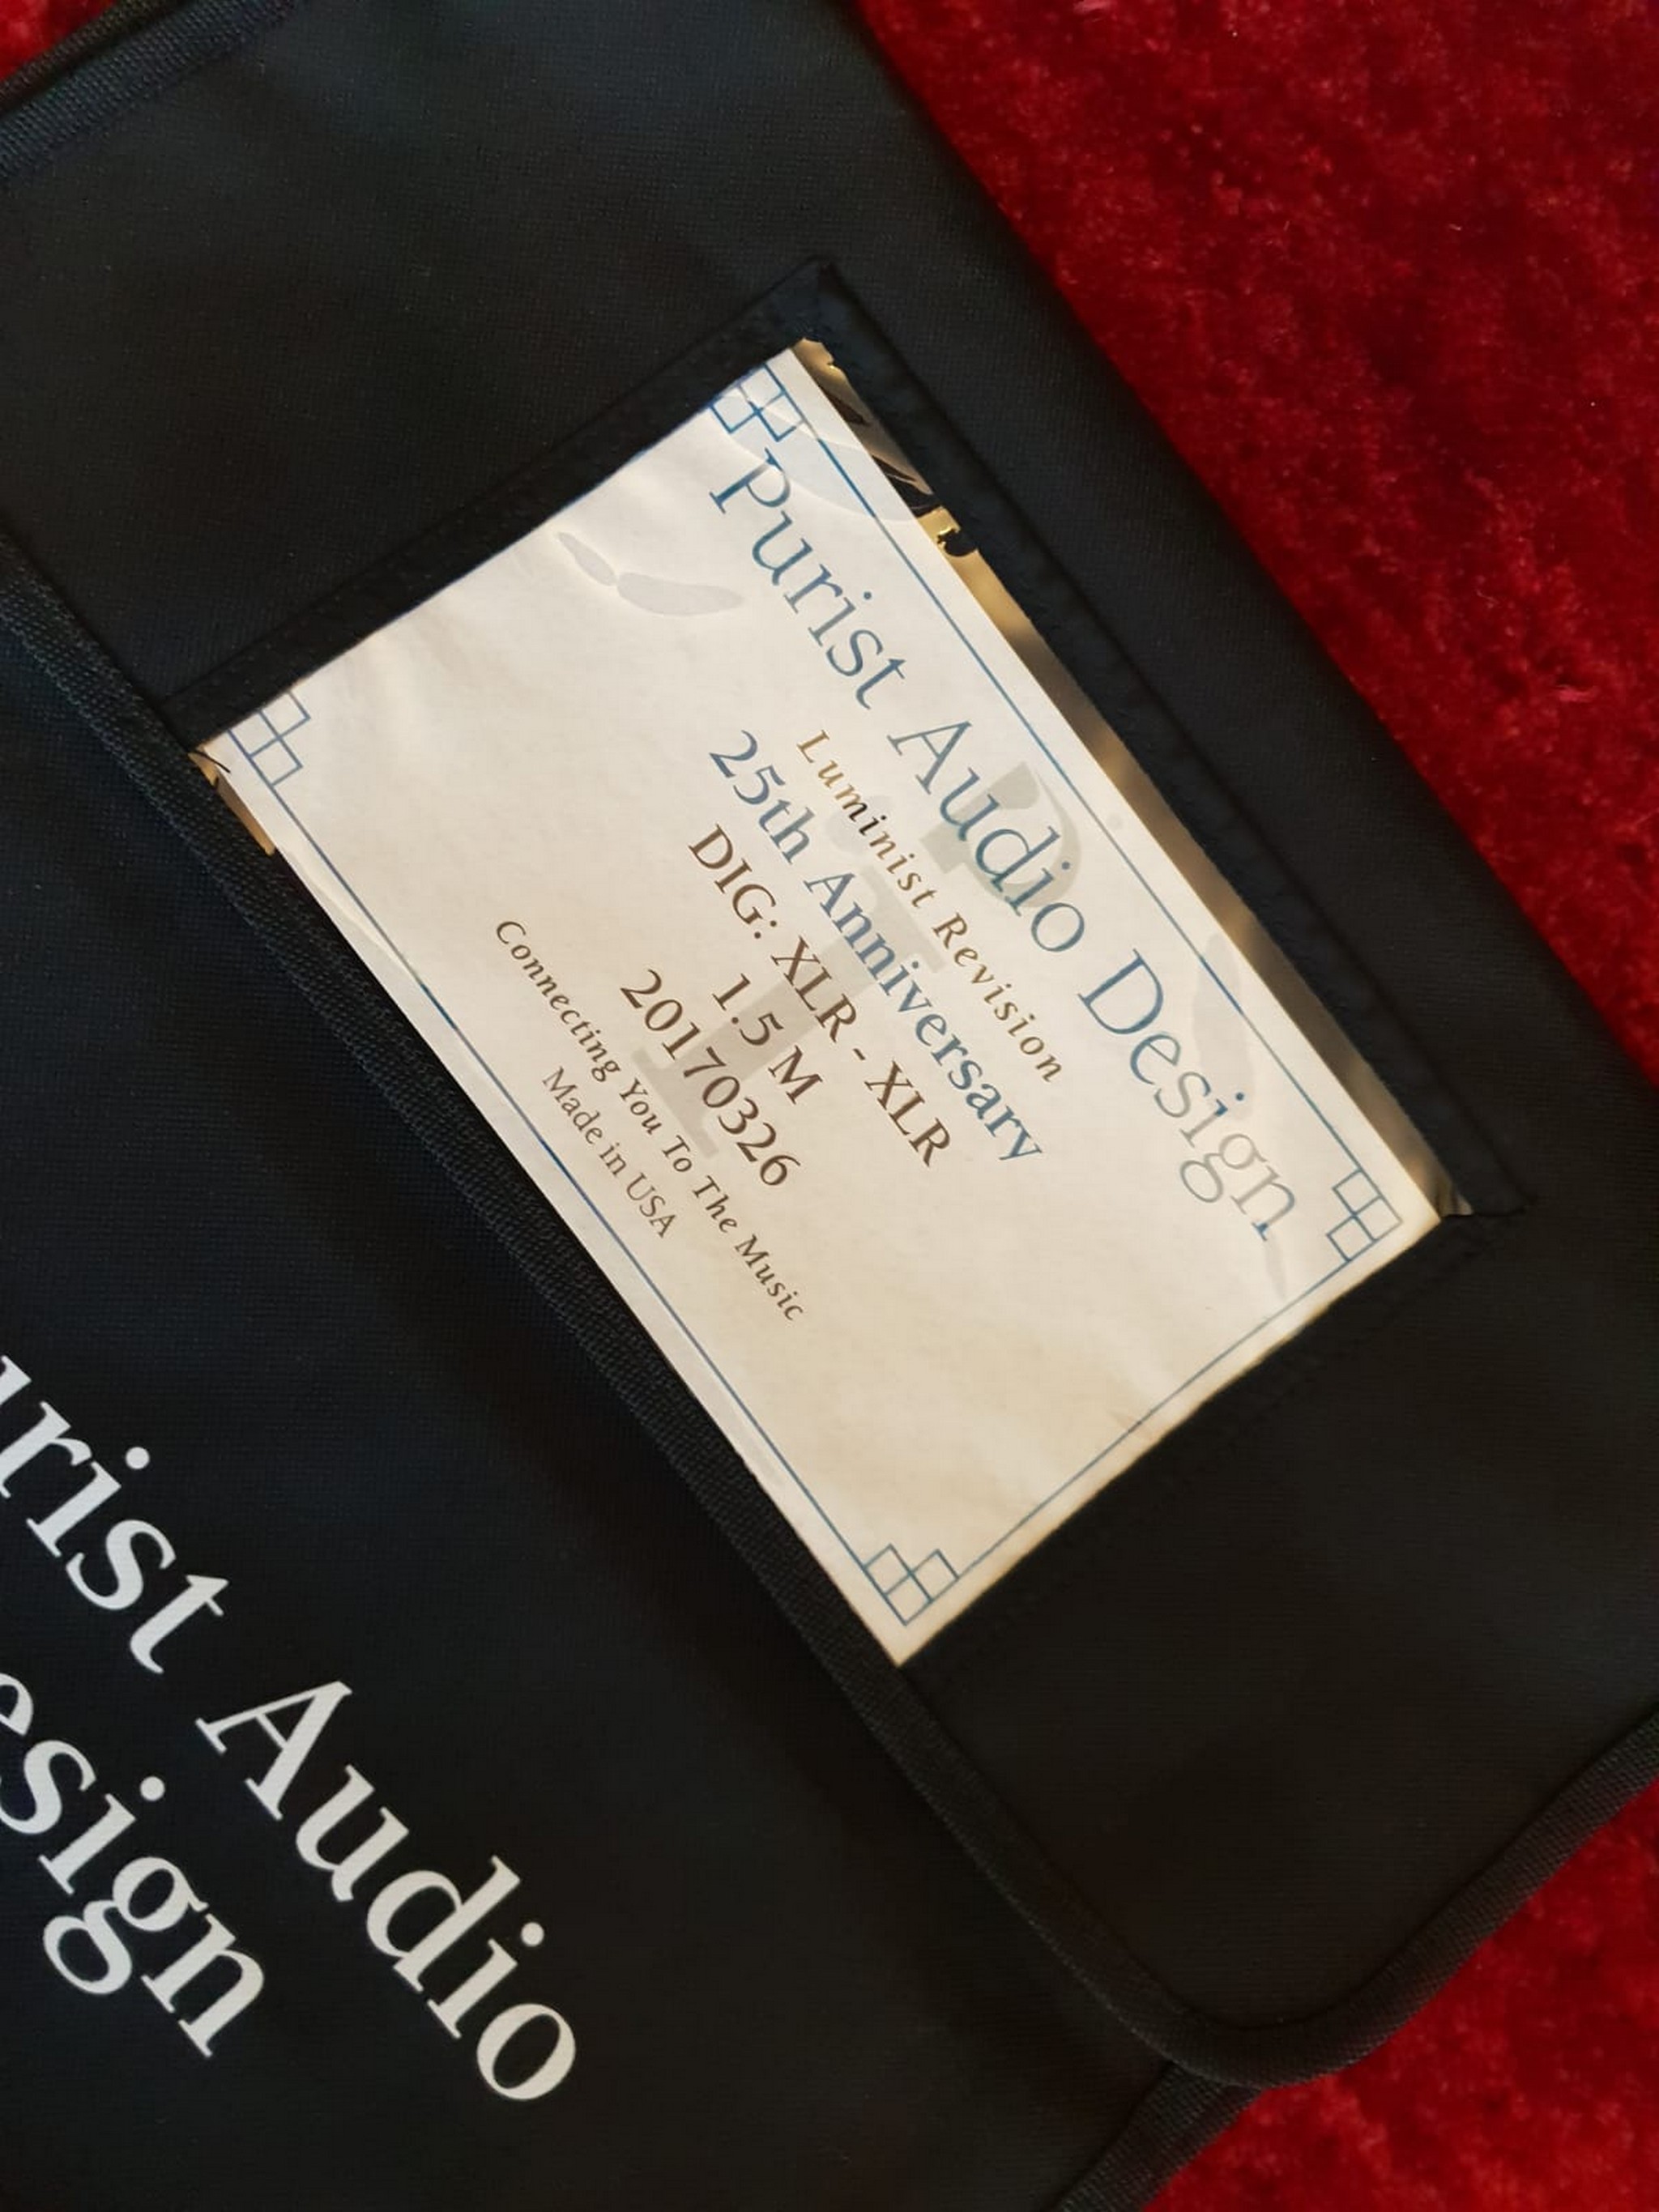 Purist Audio Design
Luminist Revision
25th Anniversary
DIG: XLR - XLR
1.5 M
20170326
Connecting You To The Music
Made in USA
urist Audio
esign